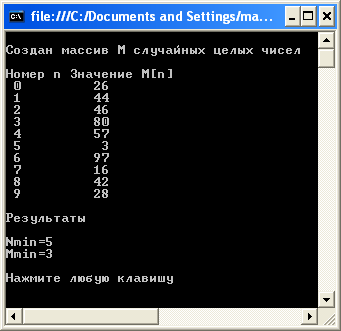 file:///C:/Documents and Settings/ma...
Создан массив M случайных целых чисел
Номер n Значение M[n]
0 26
1 44
2 46
3 80
4 57
5 3
6 97
7 16
8 42
9 28
Результаты
Nmin=5
Mmin=3
Нажмите любую клавишу